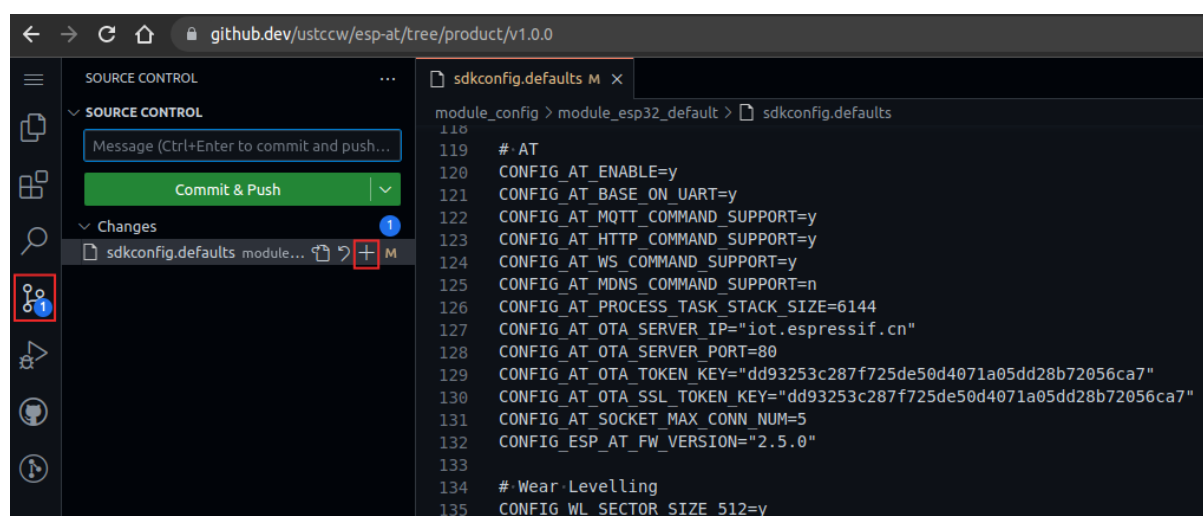 github.dev/ustccw/esp-at/tree/product/v1.0.0
SOURCE CONTROL ...
SOURCE CONTROL
Message (Ctrl+Enter to commit and push...
Commit & Push
Changes 1
sdkconfig.defaults module... M
1
sdkconfig.defaults M
module_config > module_esp32_default > sdkconfig.defaults
118
119 #·AT
120 CONFIG_AT_ENABLE=y
121 CONFIG_AT_BASE_ON_UART=y
122 CONFIG_AT_MQTT_COMMAND_SUPPORT=y
123 CONFIG_AT_HTTP_COMMAND_SUPPORT=y
124 CONFIG_AT_WS_COMMAND_SUPPORT=y
125 CONFIG_AT_MDNS_COMMAND_SUPPORT=n
126 CONFIG_AT_PROCESS_TASK_STACK_SIZE=6144
127 CONFIG_AT_OTA_SERVER_IP="iot.espressif.cn"
128 CONFIG_AT_OTA_SERVER_PORT=80
129 CONFIG_AT_OTA_TOKEN_KEY="dd93253c287f725de50d4071a05dd28b72056ca7"
130 CONFIG_AT_OTA_SSL_TOKEN_KEY="dd93253c287f725de50d4071a05dd28b72056ca7"
131 CONFIG_AT_SOCKET_MAX_CONN_NUM=5
132 CONFIG_ESP_AT_FW_VERSION="2.5.0"
133
134 #·Wear·Levelling
135 CONFIG_WL_SECTOR_SIZE_512=y